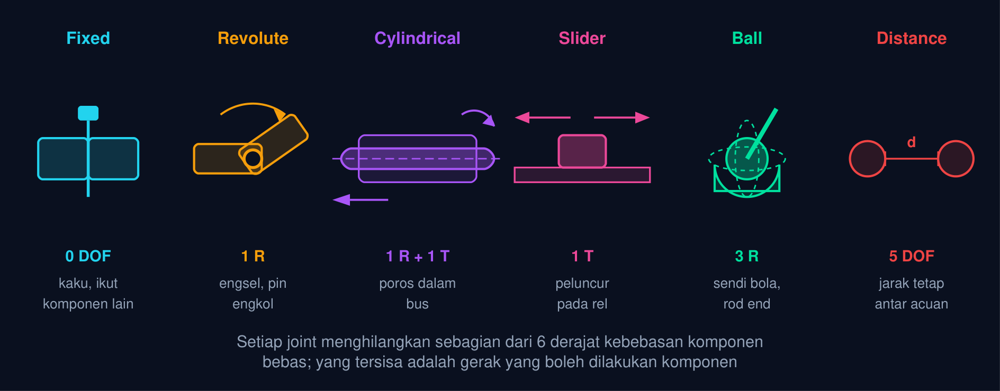 Fixed
Revolute
Cylindrical
Slider
Ball
Distance
d
0 DOF
1 R
1 R + 1 T
1 T
3 R
5 DOF
kaku, ikut
komponen lain
engsel, pin
engkol
poros dalam
bus
peluncur
pada rel
sendi bola,
rod end
jarak tetap
antar acuan
Setiap joint menghilangkan sebagian dari 6 derajat kebebasan komponen
bebas; yang tersisa adalah gerak yang boleh dilakukan komponen